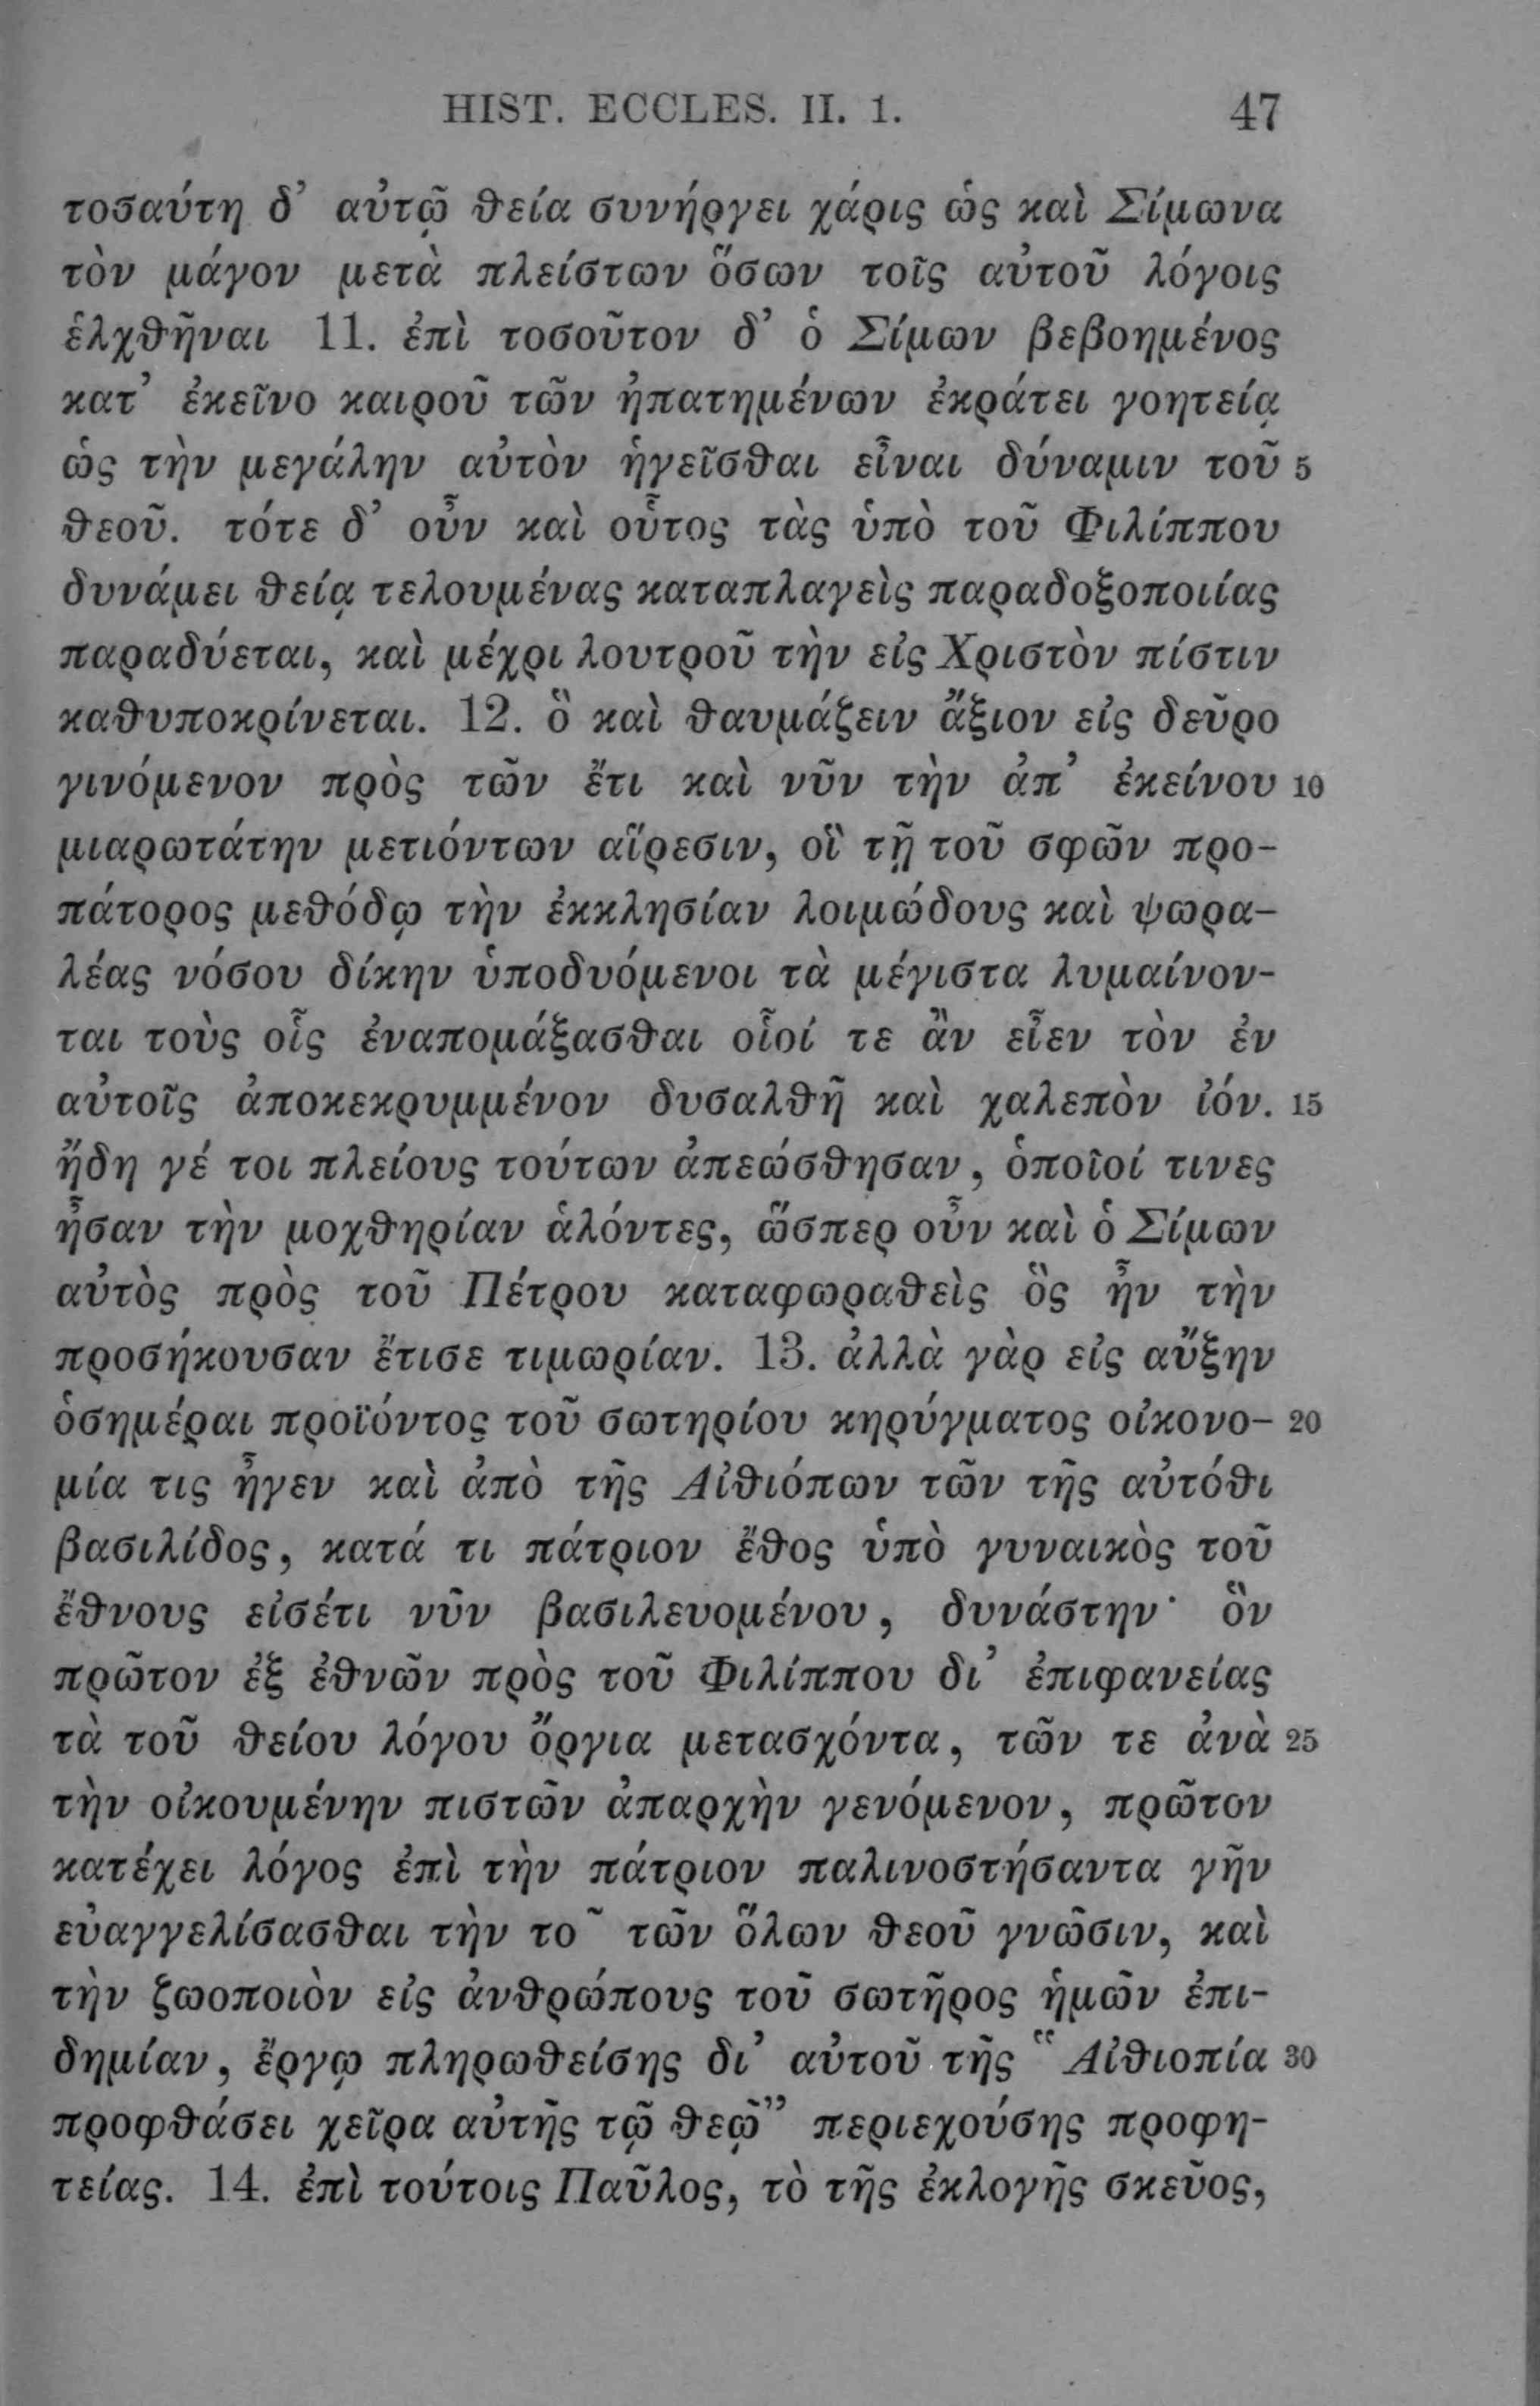 HIST. ECCLES. II. 1. 47
τοσαύτη δ’ αὐτῷ θεία συνήργει χάρις ὡς καὶ Σίμωνα
τὸν μάγον μετὰ πλείστων ὅσων τοῖς αὐτοῦ λόγοις
ἑλχθῆναι 11. ἐπὶ τοσοῦτον δ’ ὁ Σίμων βεβοημένος
κατ’ ἐκεῖνο καιροῦ τῶν ἠπατημένων ἐκράτει γοητείᾳ
ὡς τὴν μεγάλην αὐτὸν ἡγεῖσθαι εἶναι δύναμιν τοῦ 5
θεοῦ. τότε δ’ οὖν καὶ οὗτος τὰς ὑπὸ τοῦ Φιλίππου
δυνάμει θείᾳ τελουμένας καταπλαγεὶς παραδοξοποιίας
παραδύεται, καὶ μέχρι λουτροῦ τὴν εἰς Χριστὸν πίστιν
καθυποκρίνεται. 12. ὃ καὶ θαυμάζειν ἄξιον εἰς δεῦρο
γινόμενον πρὸς τῶν ἔτι καὶ νῦν τὴν ἀπ’ ἐκείνου 10
μιαρωτάτην μετιόντων αἵρεσιν, οἳ τῇ τοῦ σφῶν προ-
πάτορος μεθόδῳ τὴν ἐκκλησίαν λοιμώδους καὶ ψωρα-
λέας νόσου δίκην ὑποδυόμενοι τὰ μέγιστα λυμαίνον-
ται τοὺς οἷς ἐναπομάξασθαι οἷοί τε ἂν εἶεν τὸν ἐν
αὐτοῖς ἀποκεκρυμμένον δυσαλθῆ καὶ χαλεπὸν ἰόν. 15
ἤδη γέ τοι πλείους τούτων ἀπεώσθησαν, ὁποῖοί τινες
ἦσαν τὴν μοχθηρίαν ἁλόντες, ὥσπερ οὖν καὶ ὁ Σίμων
αὐτὸς πρὸς τοῦ Πέτρου καταφωραθεὶς ὃς ἦν τὴν
προσήκουσαν ἔτισε τιμωρίαν. 13. ἀλλὰ γὰρ εἰς αὔξην
ὁσημέραι προϊόντος τοῦ σωτηρίου κηρύγματος οἰκονο- 20
μία τις ἦγεν καὶ ἀπὸ τῆς Αἰθιόπων τῶν τῆς αὐτόθι
βασιλίδος, κατά τι πάτριον ἔθος ὑπὸ γυναικὸς τοῦ
ἔθνους εἰσέτι νῦν βασιλευομένου, δυνάστην· ὃν
πρῶτον ἐξ ἐθνῶν πρὸς τοῦ Φιλίππου δι’ ἐπιφανείας
τὰ τοῦ θείου λόγου ὄργια μετασχόντα, τῶν τε ἀνὰ 25
τὴν οἰκουμένην πιστῶν ἀπαρχὴν γενόμενον, πρῶτον
κατέχει λόγος ἐπὶ τὴν πάτριον παλινοστήσαντα γῆν
εὐαγγελίσασθαι τὴν το῀ τῶν ὅλων θεοῦ γνῶσιν, καὶ
τὴν ζωοποιὸν εἰς ἀνθρώπους τοῦ σωτῆρος ἡμῶν ἐπι-
δημίαν, ἔργῳ πληρωθείσης δι’ αὐτοῦ τῆς “Αἰθιοπία 30
προφθάσει χεῖρα αὐτῆς τῷ θεῷ” περιεχούσης προφη-
τείας. 14. ἐπὶ τούτοις Παῦλος, τὸ τῆς ἐκλογῆς σκεῦος,